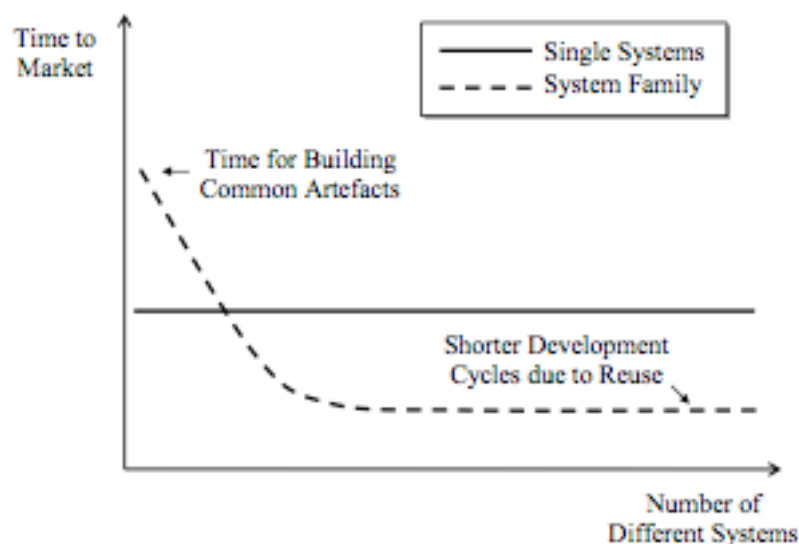 Time to
Market
Single Systems
System Family
Time for Building
Common Artefacts
Shorter Development
Cycles due to Reuse
Number of
Different Systems